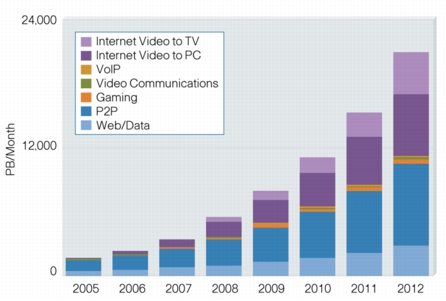 24,000
12,000
0
PB/Month
Internet Video to TV
Internet Video to PC
VoIP
Video Communications
Gaming
P2P
Web/Data
2005 2006 2007 2008 2009 2010 2011 2012